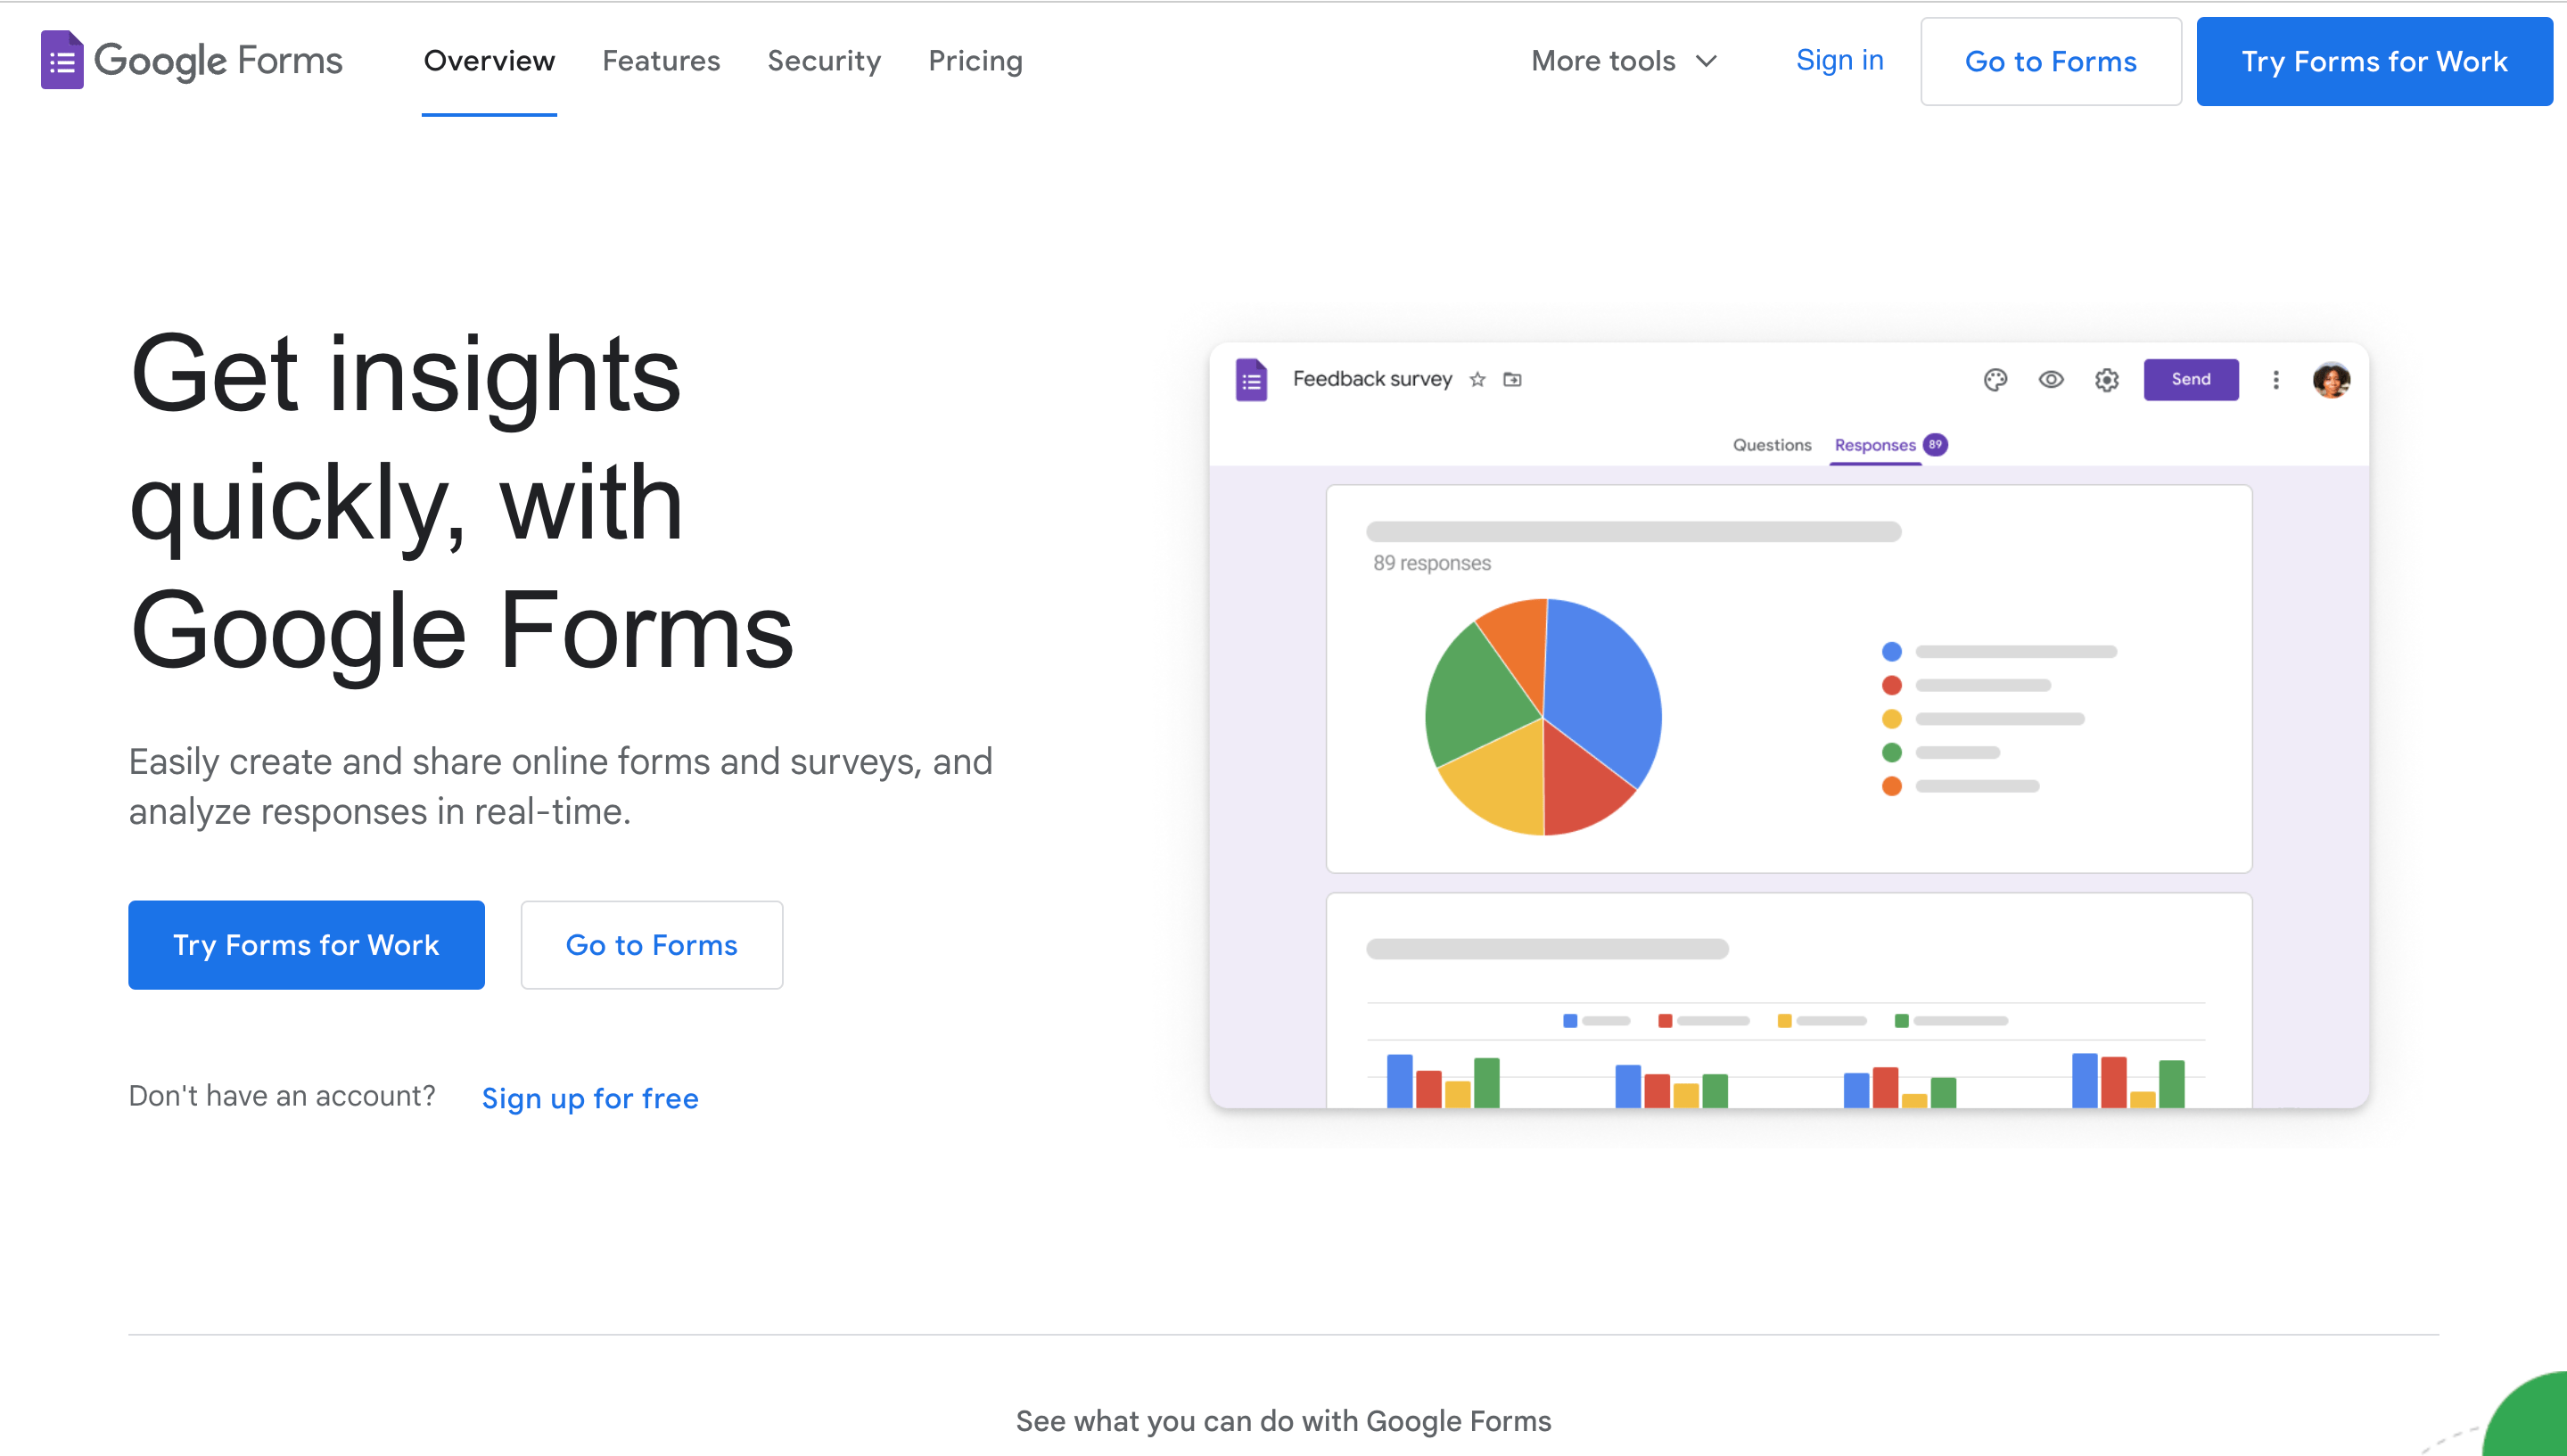 Google Forms
Overview
Features
Security
Pricing
More tools
Sign in
Go to Forms
Try Forms for Work
Get insights
quickly, with
Google Forms
Easily create and share online forms and surveys, and
analyze responses in real-time.
Try Forms for Work
Go to Forms
Don't have an account?
Sign up for free
Feedback survey
Send
Questions
Responses
89
89 responses
See what you can do with Google Forms